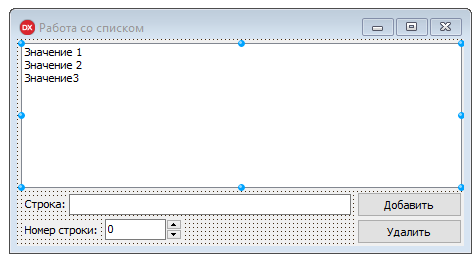 DX Работа со списком
Значение 1
Значение 2
Значение3
Строка: Добавить
Номер строки: 0 Удалить